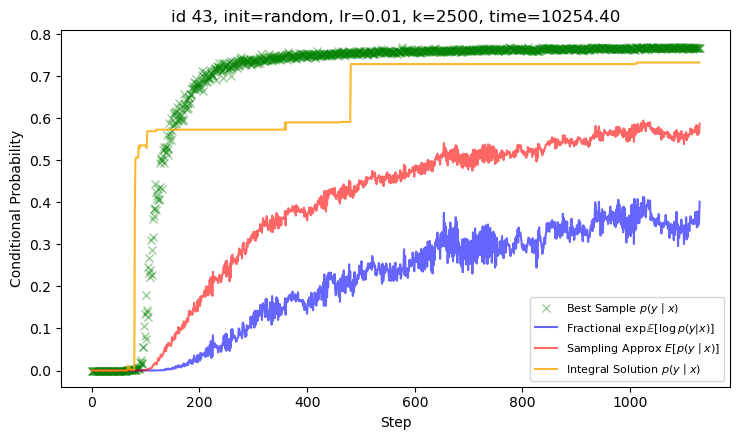 id 43, init=random, lr=0.01, k=2500, time=10254.40
Conditional Probability
0.8
0.7
0.6
0.5
0.4
0.3
0.2
0.1
0.0
Best Sample p(y | x)
Fractional exp𝔼[log p(y|x)]
Sampling Approx E[p(y | x)]
Integral Solution p(y | x)
0 200 400 600 800 1000
Step